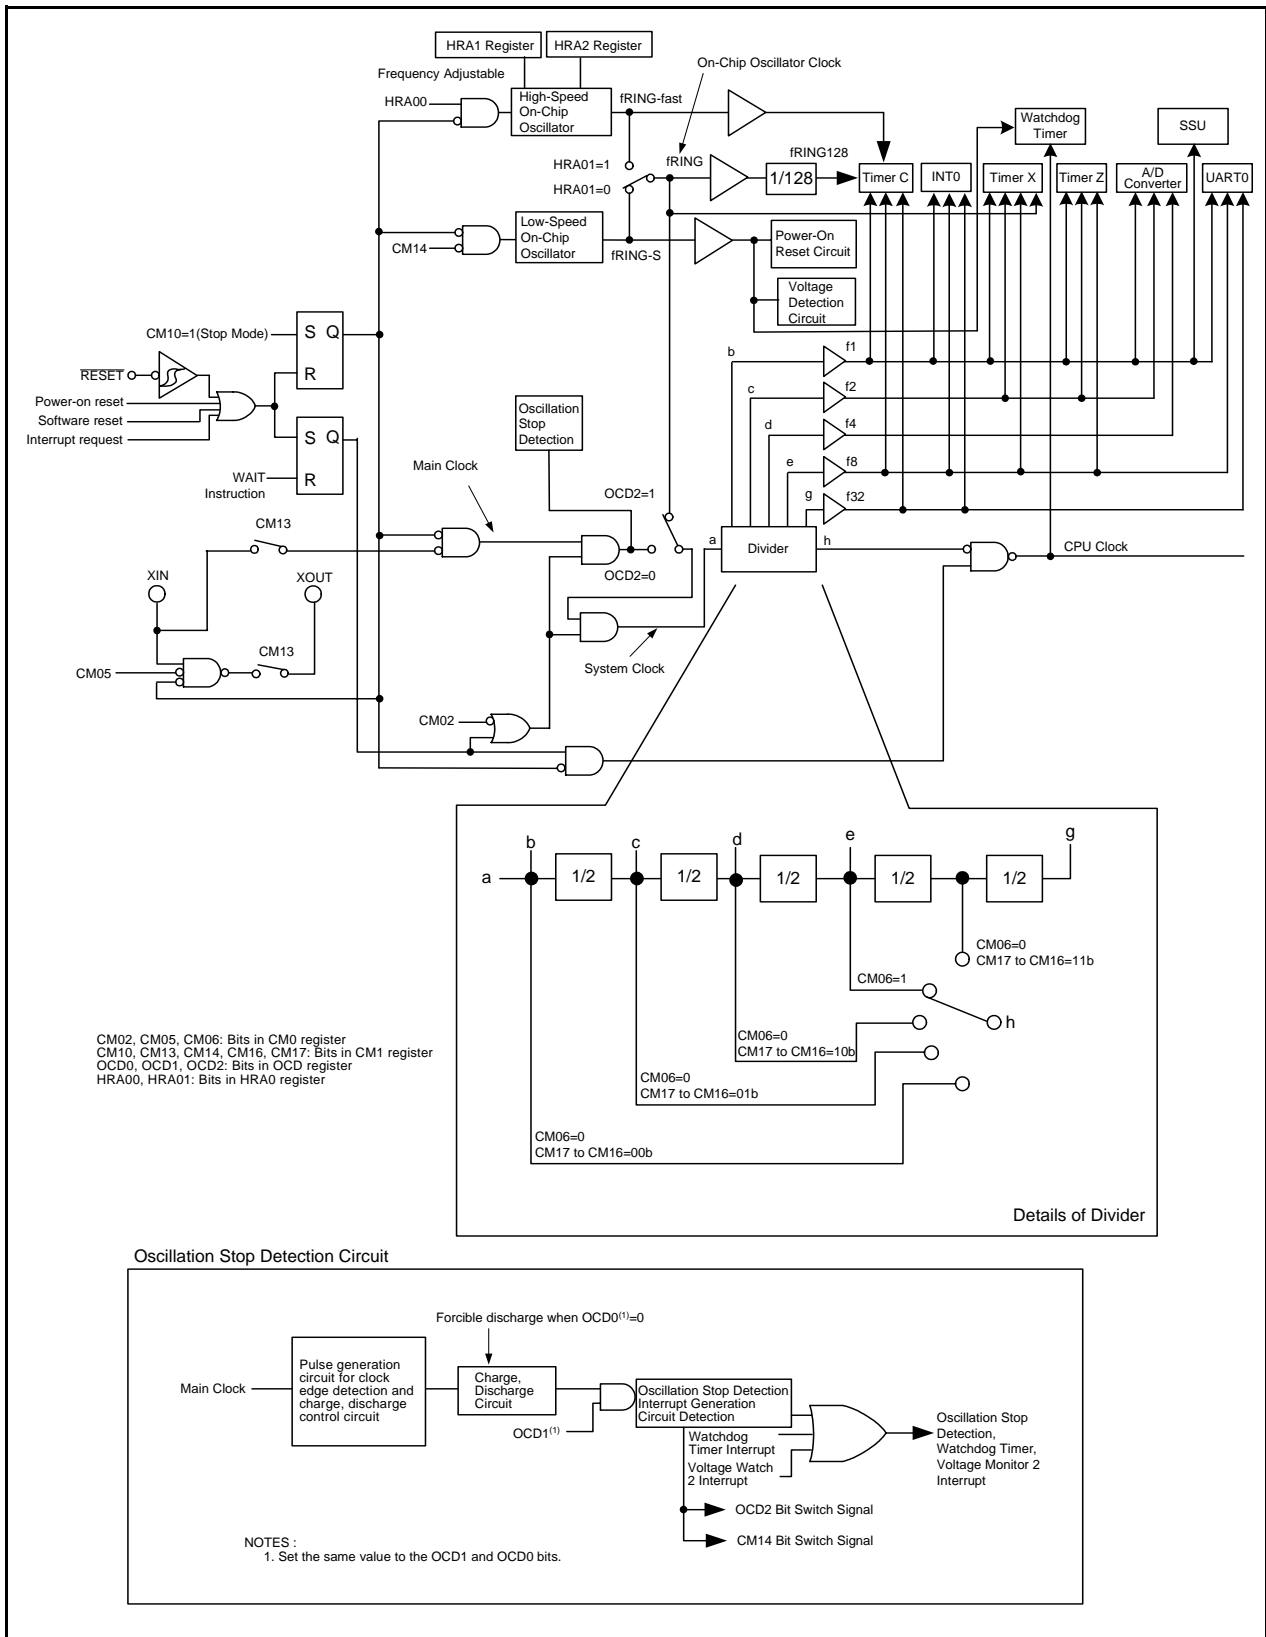 HRA1 Register
HRA2 Register
On-Chip Oscillator Clock
Frequency Adjustable
HRA00
High-Speed
On-Chip
Oscillator
fRING-fast
Watchdog
Timer
SSU
HRA01=1
fRING
fRING128
HRA01=0
1/128
Timer C
INT0
Timer X
Timer Z
A/D
Converter
UART0
CM14
Low-Speed
On-Chip
Oscillator
fRING-S
Power-On
Reset Circuit
Voltage
Detection
Circuit
CM10=1(Stop Mode)
S Q
R
RESET
Power-on reset
Software reset
Interrupt request
S Q
R
WAIT
Instruction
b
f1
c
f2
d
f4
e
f8
g
f32
Oscillation
Stop
Detection
Main Clock
OCD2=1
CM13
OCD2=0
a
Divider
h
CPU Clock
XIN
XOUT
CM13
CM05
System Clock
CM02
b
c
d
e
g
a
1/2
1/2
1/2
1/2
1/2
CM06=0
CM17 to CM16=11b
CM06=1
h
CM06=0
CM17 to CM16=10b
CM06=0
CM17 to CM16=01b
CM06=0
CM17 to CM16=00b
Details of Divider
CM02, CM05, CM06: Bits in CM0 register
CM10, CM13, CM14, CM16, CM17: Bits in CM1 register
OCD0, OCD1, OCD2: Bits in OCD register
HRA00, HRA01: Bits in HRA0 register
Oscillation Stop Detection Circuit
Forcible discharge when OCD0(1)=0
Main Clock
Pulse generation
circuit for clock
edge detection and
charge, discharge
control circuit
Charge,
Discharge
Circuit
OCD1(1)
Oscillation Stop Detection
Interrupt Generation
Circuit Detection
Watchdog
Timer Interrupt
Voltage Watch
2 Interrupt
Oscillation Stop
Detection,
Watchdog Timer,
Voltage Monitor 2
Interrupt
OCD2 Bit Switch Signal
CM14 Bit Switch Signal
NOTES :
1. Set the same value to the OCD1 and OCD0 bits.